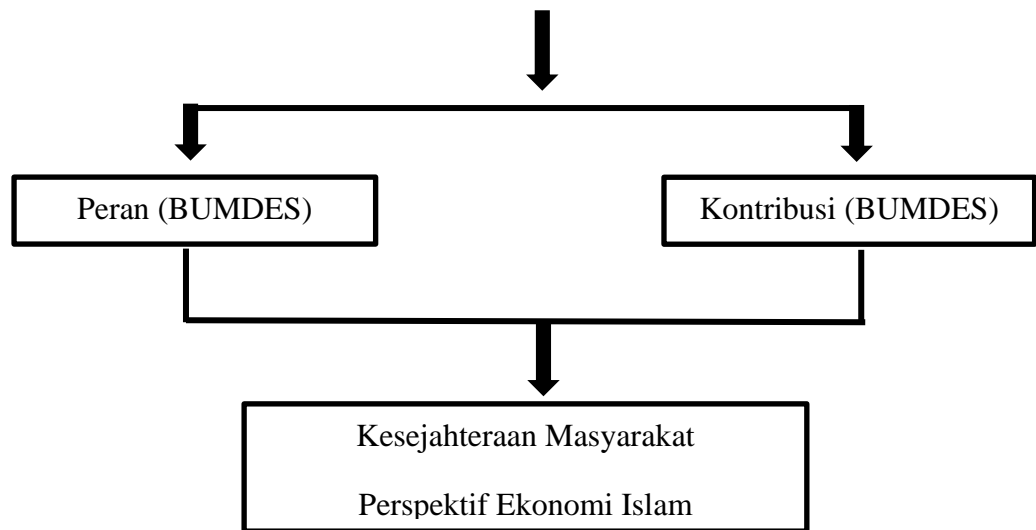 Peran (BUMDES)
Kontribusi (BUMDES)
Kesejahteraan Masyarakat
Perspektif Ekonomi Islam